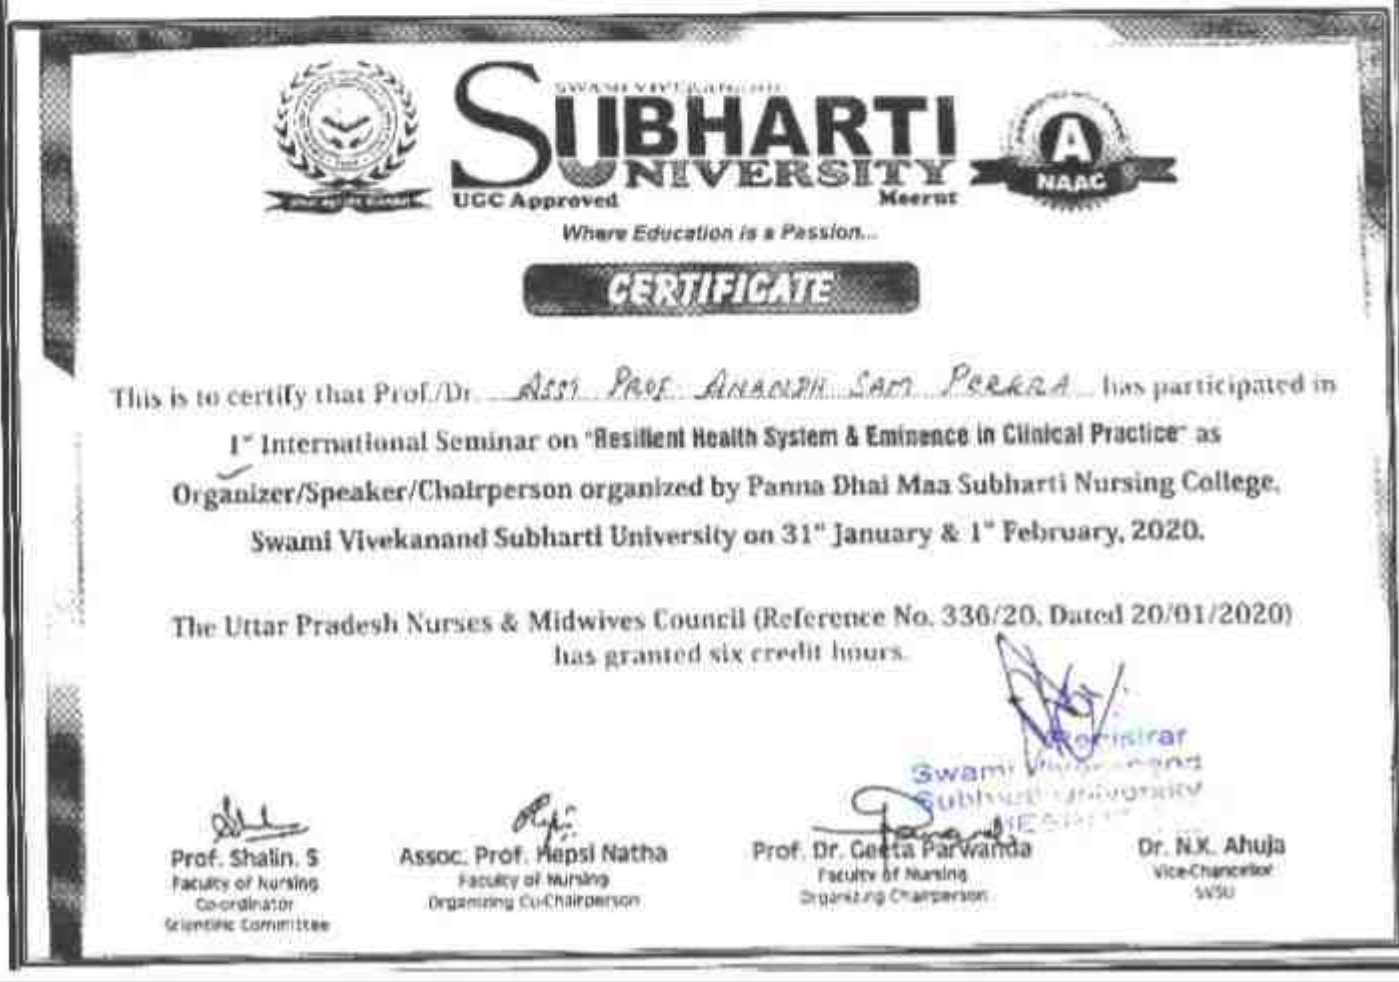 SUBHARTI
UNIVERSITY
UGC Approved Meerut
A
NAAC
Where Education is a Passion...
CERTIFICATE
This is to certify that Prof./Dr. ASST PROF ANANDH SAM PERERA has participated in
1st International Seminar on "Resilient Health System & Eminence in Clinical Practice" as
Organizer/Speaker/Chairperson organized by Panna Dhai Maa Subharti Nursing College,
Swami Vivekanand Subharti University on 31st January & 1st February, 2020.
The Uttar Pradesh Nurses & Midwives Council (Reference No. 336/20, Dated 20/01/2020)
has granted six credit hours.
Registrar
Swami Vivekanand
Subharti University
MEERUT
Prof. Shalin. S
Faculty of Nursing
Co-ordinator
Scientific Committee
Assoc. Prof. Hepsi Natha
Faculty of Nursing
Organizing Co-Chairperson
Prof. Dr. Geeta Parwanda
Faculty of Nursing
Organizing Chairperson
Dr. N.K. Ahuja
Vice-Chancellor
SVSU